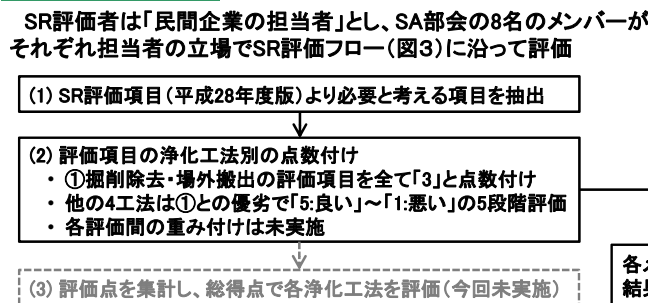 SR評価者は「民間企業の担当者」とし、SA部会の8名のメンバーが
それぞれ担当者の立場でSR評価フロー（図3）に沿って評価
(1) SR評価項目（平成28年度版）より必要と考える項目を抽出
(2) 評価項目の浄化工法別の点数付け
・ ①掘削除去・場外搬出の評価項目を全て「3」と点数付け
・ 他の4工法は①との優劣で「5:良い」～「1:悪い」の5段階評価
・ 各評価間の重み付けは未実施
(3) 評価点を集計し、総得点で各浄化工法を評価（今回未実施）
各メ
結果